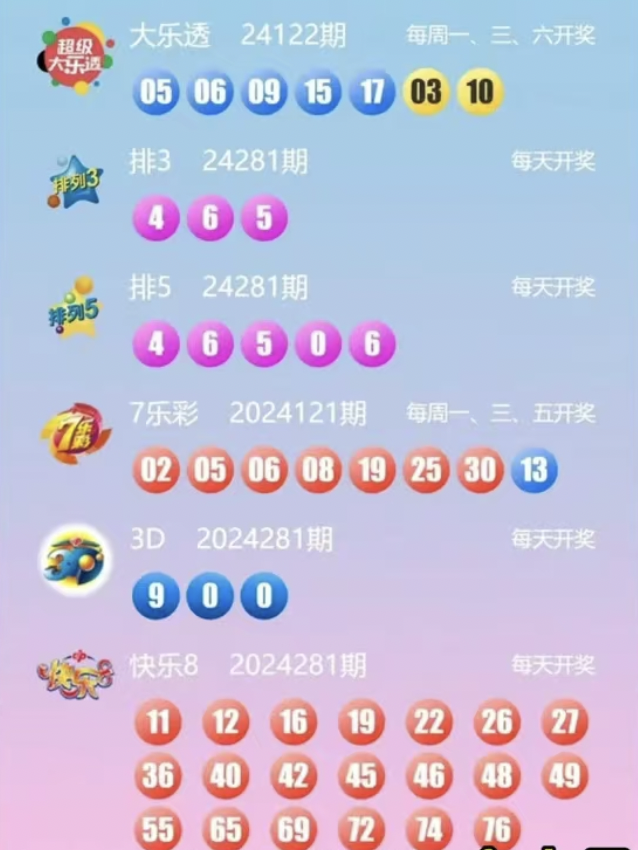 超级
大乐透
大乐透 24122期 每周一、三、六开奖
05 06 09 15 17 03 10
排列3
排3 24281期 每天开奖
4 6 5
排列5
排5 24281期 每天开奖
4 6 5 0 6
7乐彩
7乐彩 2024121期 每周一、三、五开奖
02 05 06 08 19 25 30 13
3D
3D 2024281期 每天开奖
9 0 0
快乐
快乐8 2024281期 每天开奖
11 12 16 19 22 26 27
36 40 42 45 46 48 49
55 65 69 72 74 76